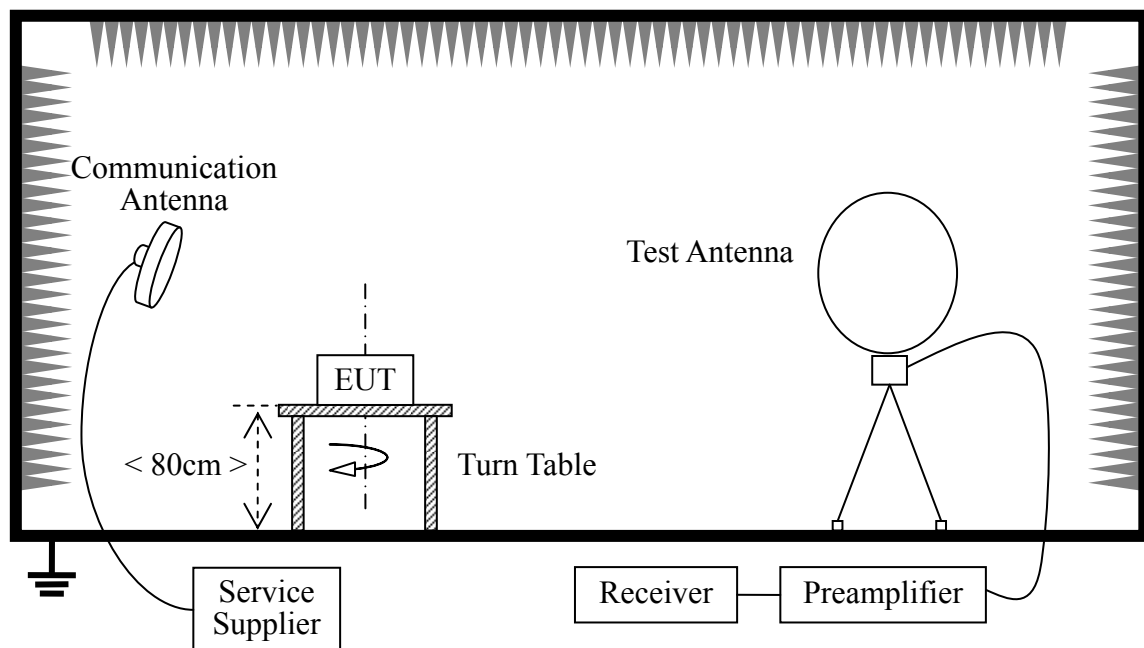 Communication
Antenna
Test Antenna
EUT
< 80cm >
Turn Table
Service
Supplier
Receiver
Preamplifier